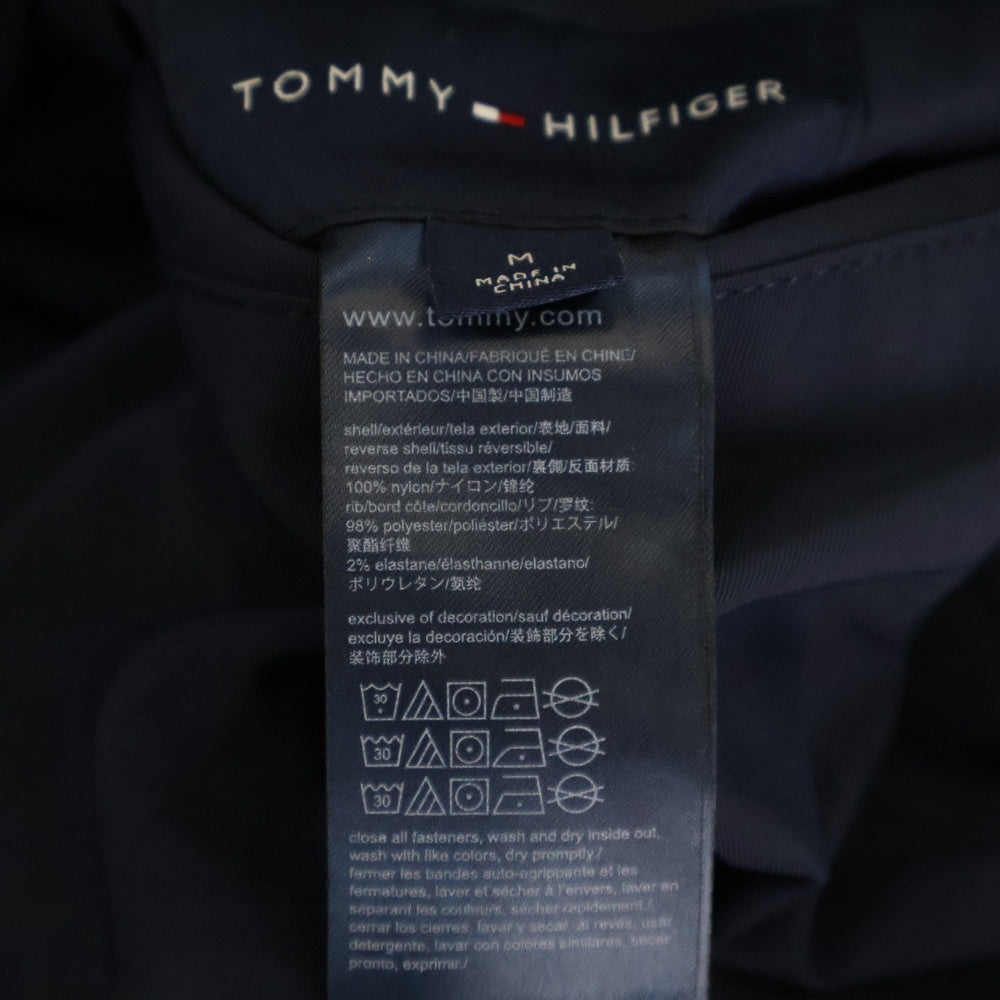 TOMMY HILFIGER
M
MADE IN
CHINA
www.tommy.com
MADE IN CHINA/FABRIQUÉ EN CHINE/
HECHO EN CHINA CON INSUMOS
IMPORTADOS/中国製/中国制造
shell/extérieur/tela exterior/表地/面料/
reverse shell/tissu réversible/
reverso de la tela exterior/裏側/反面材质:
100% nylon/ナイロン/锦纶
rib/bord côte/cordoncillo/リブ/罗纹:
98% polyester/poliéster/ポリエステル/
聚酯纤维
2% elastane/élasthanne/elastano/
ポリウレタン/氨纶
exclusive of decoration/sauf décoration/
excluye la decoración/装飾部分を除く/
装饰部分除外
30
30
30
close all fasteners, wash and dry inside out,
wash with like colors, dry promptly./
fermer les bandes auto-agrippante et les
fermetures, laver et sécher à l'envers, laver en
séparant les couleurs, sécher rapidement./
cerrar los cierres, lavar y secar al revés, usar
detergente, lavar con colores similares, secar
pronto, exprimir./